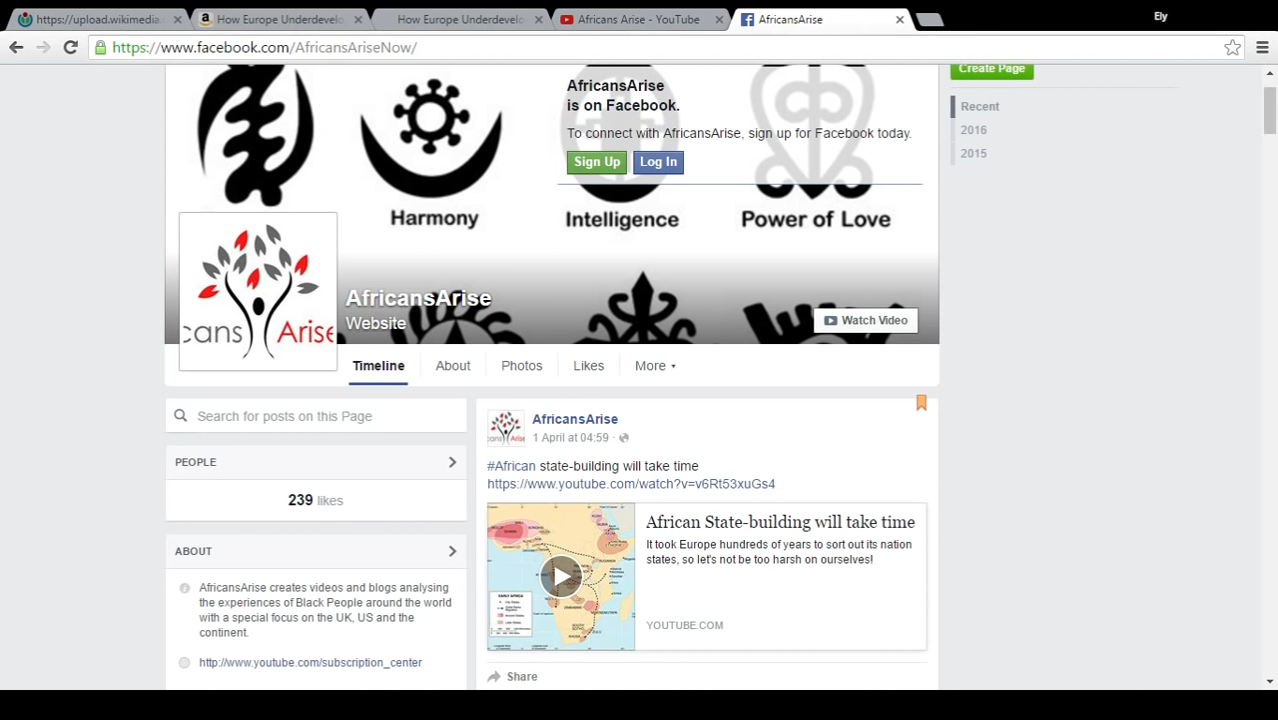 https://upload.wikimedia.
How Europe Underdevelo
How Europe Underdevelo
Africans Arise - YouTube
AfricansArise
Ely
https://www.facebook.com/AfricansAriseNow/
AfricansArise
is on Facebook.
To connect with AfricansArise, sign up for Facebook today.
Sign Up
Log In
Create Page
Recent
2016
2015
Harmony
Intelligence
Power of Love
cans Arise
AfricansArise
Website
Watch Video
Timeline
About
Photos
Likes
More
Search for posts on this Page
PEOPLE
239 likes
ABOUT
AfricansArise creates videos and blogs analysing
the experiences of Black People around the world
with a special focus on the UK, US and the
continent.
http://www.youtube.com/subscription_center
AfricansArise
1 April at 04:59
#African state-building will take time
https://www.youtube.com/watch?v=v6Rt53xuGs4
African State-building will take time
It took Europe hundreds of years to sort out its nation
states, so let's not be too harsh on ourselves!
YOUTUBE.COM
Share